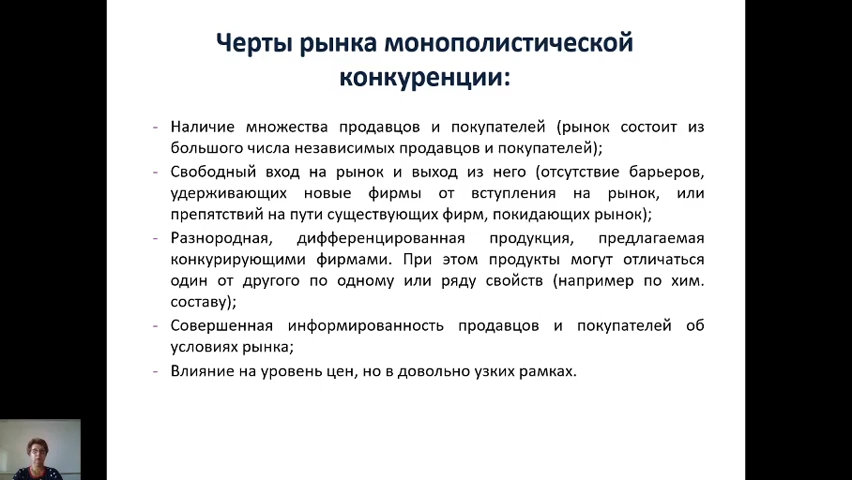 Черты рынка монополистической
конкуренции:
- Наличие множества продавцов и покупателей (рынок состоит из
большого числа независимых продавцов и покупателей);
- Свободный вход на рынок и выход из него (отсутствие барьеров,
удерживающих новые фирмы от вступления на рынок, или
препятствий на пути существующих фирм, покидающих рынок);
- Разнородная, дифференцированная продукция, предлагаемая
конкурирующими фирмами. При этом продукты могут отличаться
один от другого по одному или ряду свойств (например по хим.
составу);
- Совершенная информированность продавцов и покупателей об
условиях рынка;
- Влияние на уровень цен, но в довольно узких рамках.